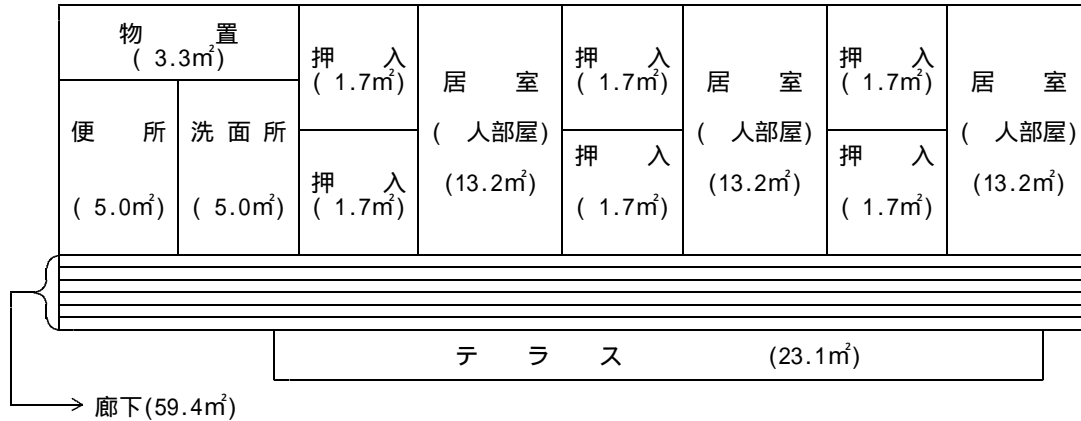 物　置
( 3.3㎡)
便　所
( 5.0㎡)
洗 面 所
( 5.0㎡)
押　入
( 1.7㎡)
押　入
( 1.7㎡)
居　室
(　人部屋)
(13.2㎡)
押　入
( 1.7㎡)
押　入
( 1.7㎡)
居　室
(　人部屋)
(13.2㎡)
押　入
( 1.7㎡)
押　入
( 1.7㎡)
居　室
(　人部屋)
(13.2㎡)
テ　ラ　ス　(23.1㎡)
廊下(59.4㎡)